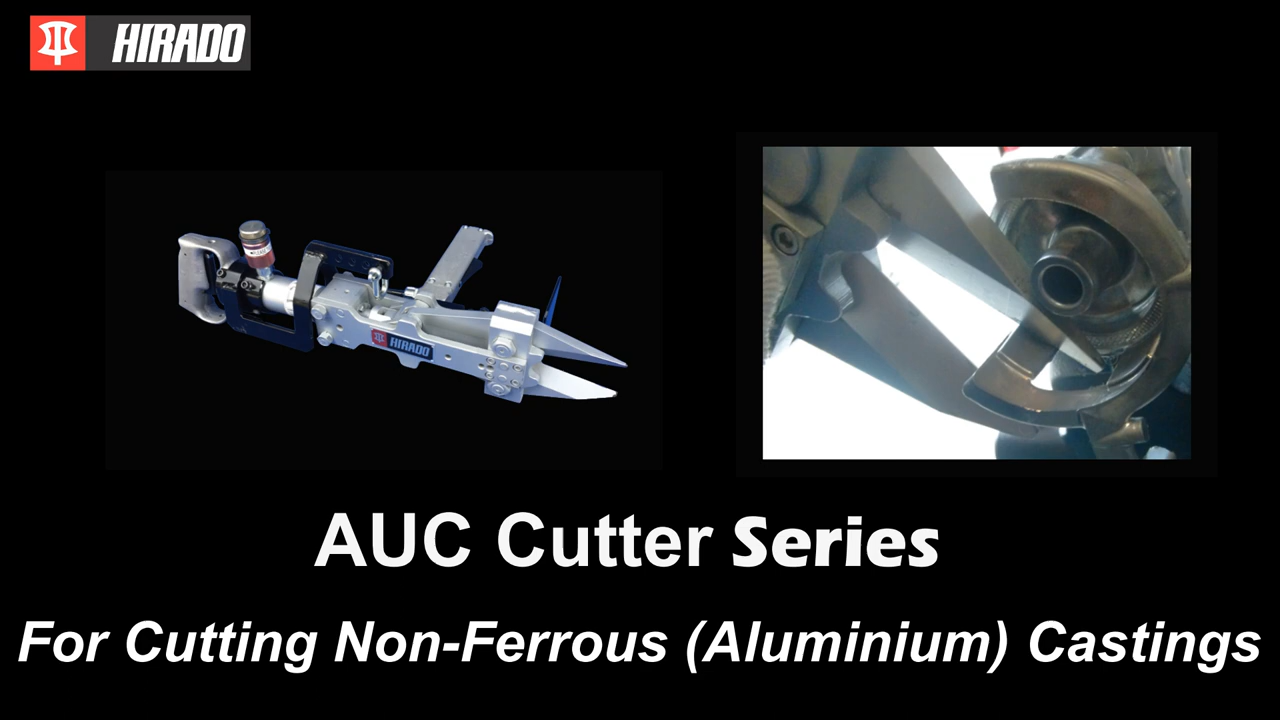 HIRADO
HIRADO
AUC Cutter Series
For Cutting Non-Ferrous (Aluminium) Castings